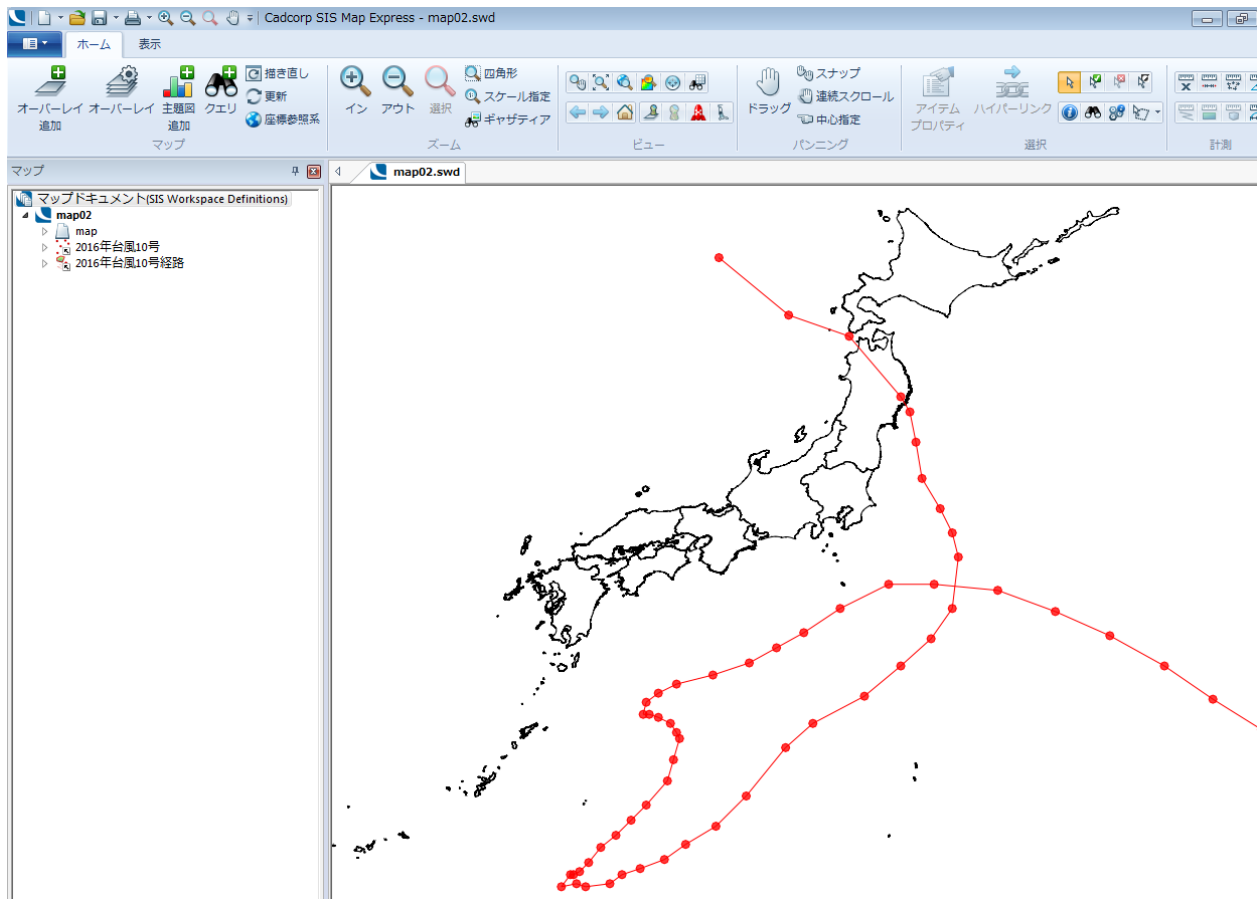 Cadcorp SIS Map Express - map02.swd
ホーム 表示
オーバーレイ追加 オーバーレイ 主題図追加 クエリ 描き直し 更新 座標参照系
マップ
イン アウト 選択 四角形 スケール指定 ギャザティア
ズーム
ビュー
ドラッグ スナップ 連続スクロール 中心指定
パンニング
アイテムプロパティ ハイパーリンク
選択
計測
マップ
map02.swd
マップドキュメント(SIS Workspace Definitions)
map02
map
2016年台風10号
2016年台風10号経路